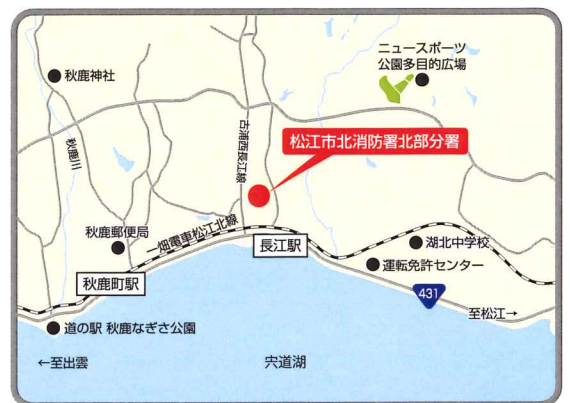 ニュースポーツ
公園多目的広場
秋鹿神社
秋鹿川
古浦西長江線
松江市北消防署北部分署
秋鹿郵便局
一畑電車松江北線
長江駅
湖北中学校
運転免許センター
秋鹿町駅
431
至松江→
道の駅 秋鹿なぎさ公園
←至出雲
宍道湖